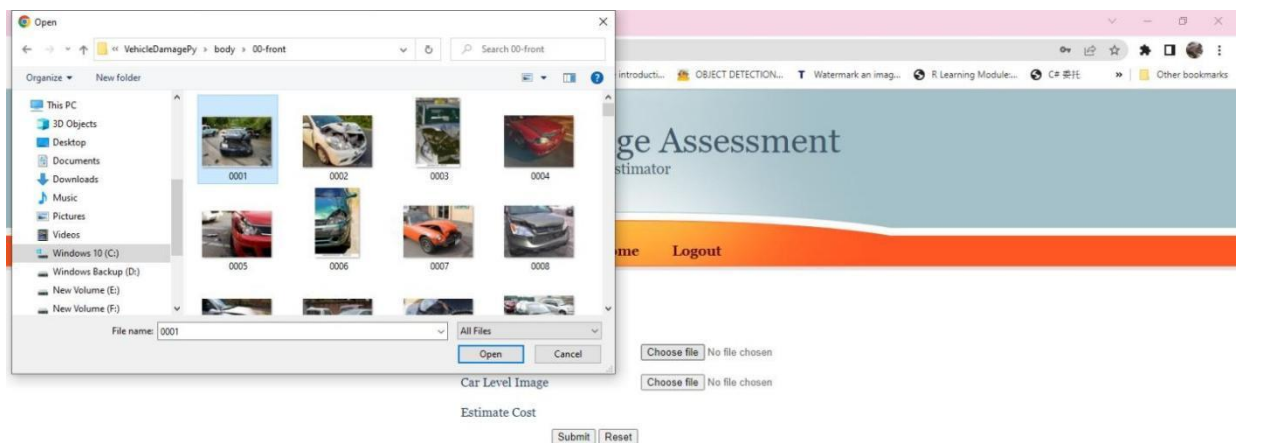 Open
« VehicleDamagePy › body › 00-front
Search 00-front
Organize
New folder
introducti...
OBJECT DETECTION...
T Watermark an imag...
R Learning Module:...
C# 委托
»
Other bookmarks
This PC
3D Objects
Desktop
Documents
Downloads
Music
Pictures
Videos
Windows 10 (C:)
Windows Backup (D:)
New Volume (E:)
New Volume (F:)
0001
0002
0003
0004
0005
0006
0007
0008
File name: 0001
All Files
Open
Cancel
ge Assessment
stimator
ome
Logout
Choose file No file chosen
Car Level Image
Choose file No file chosen
Estimate Cost
Submit
Reset